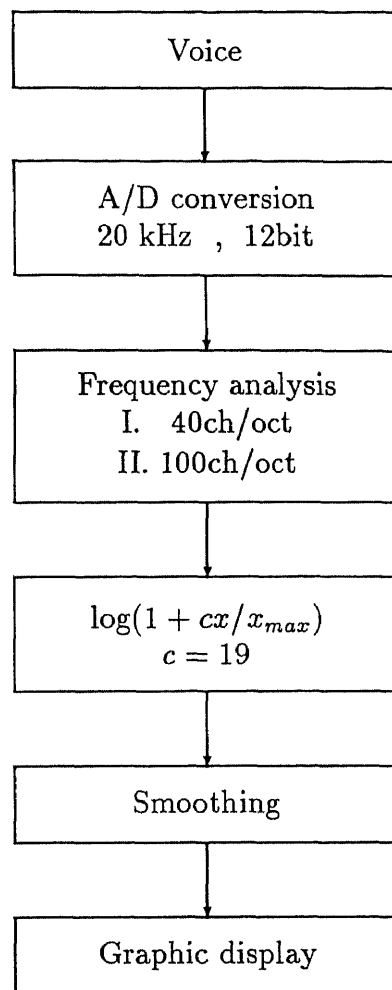 Voice
A/D conversion
20 kHz , 12bit
Frequency analysis
I. 40ch/oct
II. 100ch/oct
log(1 + cx/x_max)
c = 19
Smoothing
Graphic display